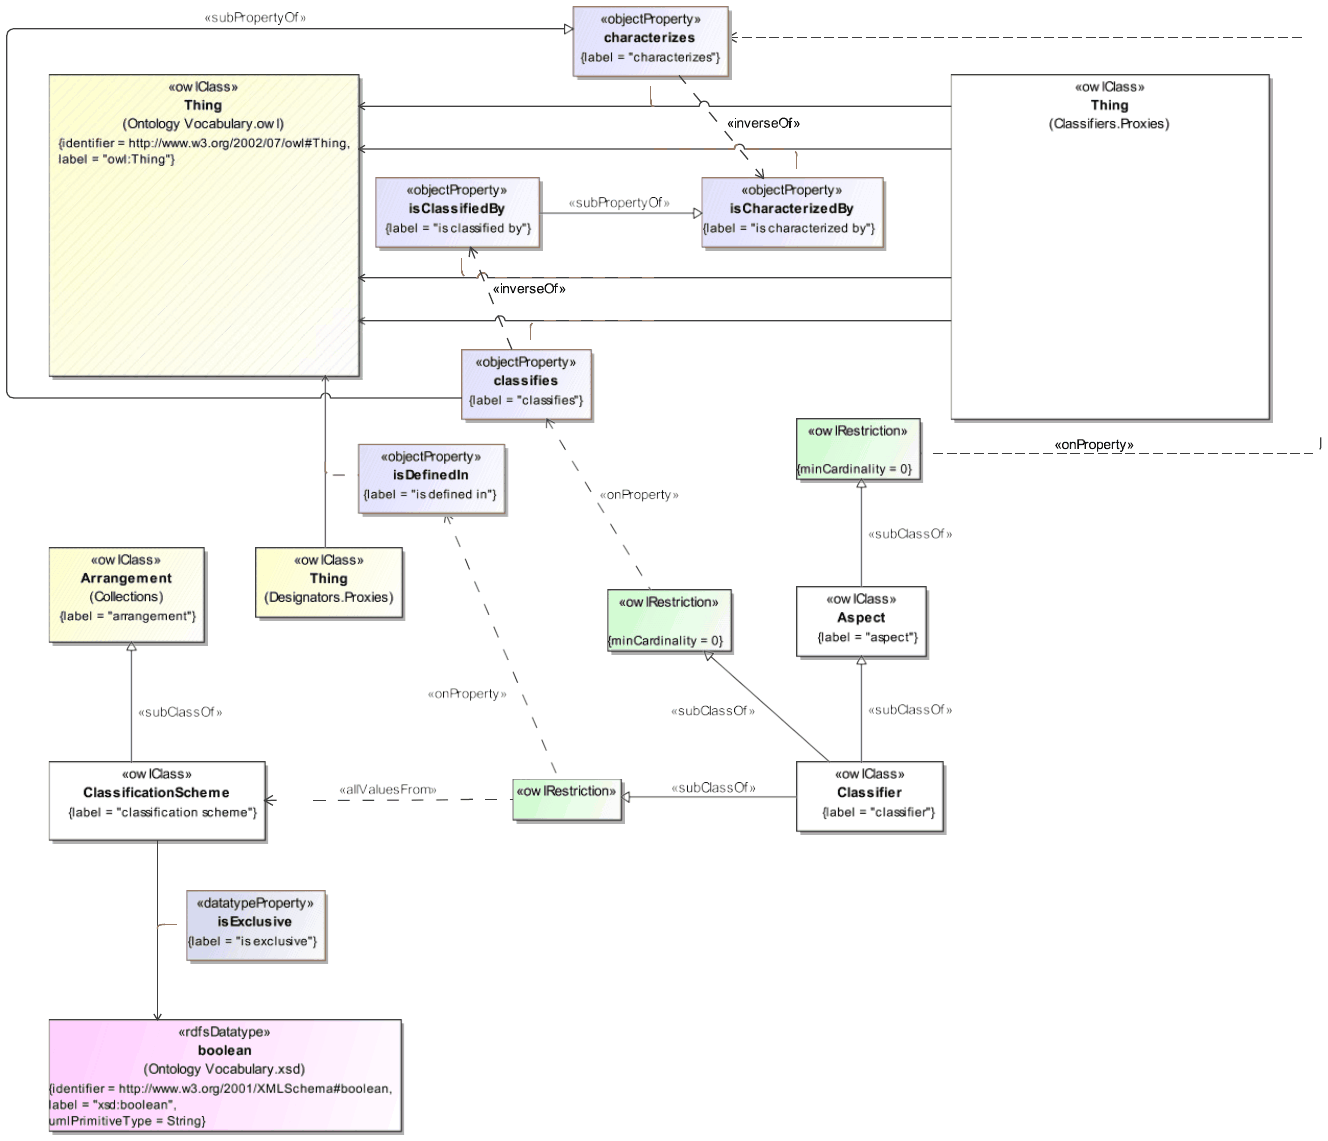 «subPropertyOf»
«objectProperty»
characterizes
{label = "characterizes"}
«owlClass»
Thing
(Ontology Vocabulary.owl)
{identifier = http://www.w3.org/2002/07/owl#Thing,
label = "owl:Thing"}
«owlClass»
Thing
(Classifiers.Proxies)
«inverseOf»
«objectProperty»
isClassifiedBy
{label = "is classified by"}
«subPropertyOf»
«objectProperty»
isCharacterizedBy
{label = "is characterized by"}
«inverseOf»
«objectProperty»
classifies
{label = "classifies"}
«owlRestriction»
{minCardinality = 0}
«onProperty»
«objectProperty»
isDefinedIn
{label = "is defined in"}
«onProperty»
«subClassOf»
«owlClass»
Arrangement
(Collections)
{label = "arrangement"}
«owlClass»
Thing
(Designators.Proxies)
«owlRestriction»
{minCardinality = 0}
«owlClass»
Aspect
{label = "aspect"}
«onProperty»
«subClassOf»
«subClassOf»
«subClassOf»
«owlClass»
ClassificationScheme
{label = "classification scheme"}
«allValuesFrom»
«owlRestriction»
«subClassOf»
«owlClass»
Classifier
{label = "classifier"}
«datatypeProperty»
isExclusive
{label = "is exclusive"}
«rdfsDatatype»
boolean
(Ontology Vocabulary.xsd)
{identifier = http://www.w3.org/2001/XMLSchema#boolean,
label = "xsd:boolean",
umlPrimitiveType = String}